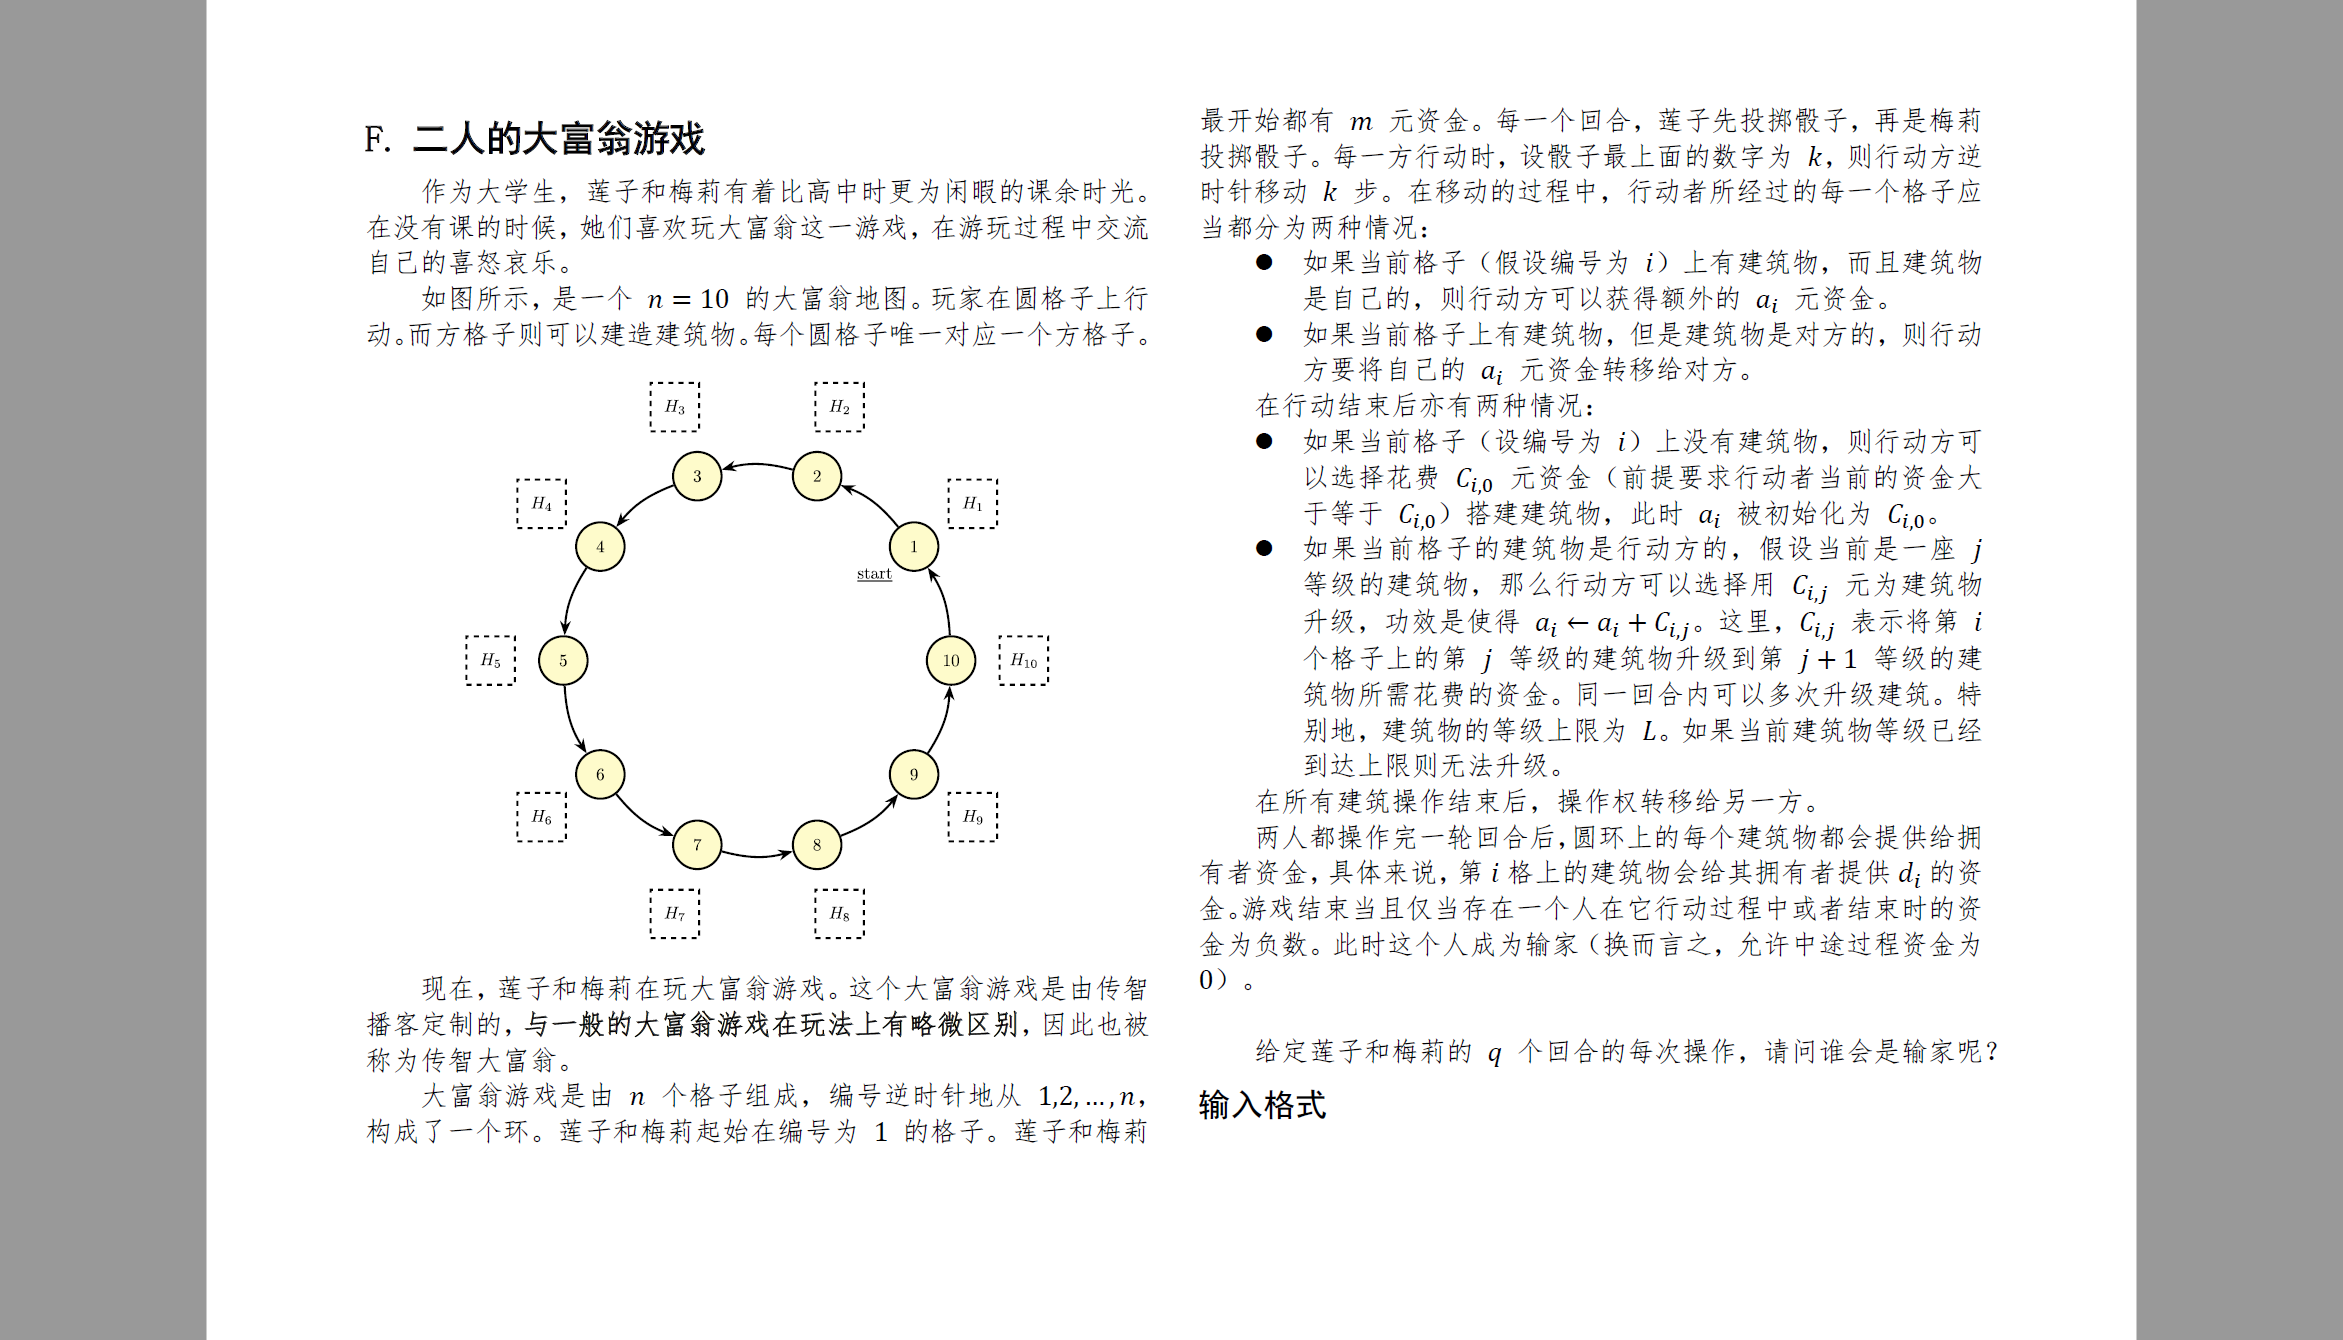 F. 二人的大富翁游戏
作为大学生，莲子和梅莉有着比高中时更为闲暇的课余时光。
在没有课的时候，她们喜欢玩大富翁这一游戏，在游玩过程中交流
自己的喜怒哀乐。
如图所示，是一个 n = 10 的大富翁地图。玩家在圆格子上行
动。而方格子则可以建造建筑物。每个圆格子唯一对应一个方格子。
H3
H2
3
2
H4
H1
4
1
start
H5
5
10
H10
6
9
H6
H9
7
8
H7
H8
现在，莲子和梅莉在玩大富翁游戏。这个大富翁游戏是由传智
播客定制的，与一般的大富翁游戏在玩法上有略微区别，因此也被
称为传智大富翁。
大富翁游戏是由 n 个格子组成，编号逆时针地从 1,2, … , n，
构成了一个环。莲子和梅莉起始在编号为 1 的格子。莲子和梅莉
最开始都有 m 元资金。每一个回合，莲子先投掷骰子，再是梅莉
投掷骰子。每一方行动时，设骰子最上面的数字为 k，则行动方逆
时针移动 k 步。在移动的过程中，行动者所经过的每一个格子应
当都分为两种情况：
● 如果当前格子（假设编号为 i）上有建筑物，而且建筑物
是自己的，则行动方可以获得额外的 ai 元资金。
● 如果当前格子上有建筑物，但是建筑物是对方的，则行动
方要将自己的 ai 元资金转移给对方。
在行动结束后亦有两种情况：
● 如果当前格子（设编号为 i）上没有建筑物，则行动方可
以选择花费 Ci,0 元资金（前提要求行动者当前的资金大
于等于 Ci,0）搭建建筑物，此时 ai 被初始化为 Ci,0。
● 如果当前格子的建筑物是行动方的，假设当前是一座 j
等级的建筑物，那么行动方可以选择用 Ci,j 元为建筑物
升级，功效是使得 ai ← ai + Ci,j。这里，Ci,j 表示将第 i
个格子上的第 j 等级的建筑物升级到第 j + 1 等级的建
筑物所需花费的资金。同一回合内可以多次升级建筑。特
别地，建筑物的等级上限为 L。如果当前建筑物等级已经
到达上限则无法升级。
在所有建筑操作结束后，操作权转移给另一方。
两人都操作完一轮回合后，圆环上的每个建筑物都会提供给拥
有者资金，具体来说，第 i 格上的建筑物会给其拥有者提供 di 的资
金。游戏结束当且仅当存在一个人在它行动过程中或者结束时的资
金为负数。此时这个人成为输家（换而言之，允许中途过程资金为
0）。
给定莲子和梅莉的 q 个回合的每次操作，请问谁会是输家呢？
输入格式